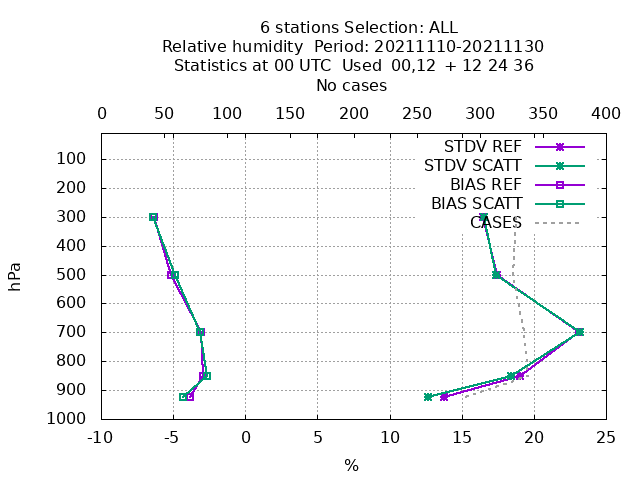 6 stations Selection: ALL
Relative humidity  Period: 20211110-20211130
Statistics at 00 UTC  Used  00,12  + 12 24 36
No cases
0 50 100 150 200 250 300 350 400
STDV REF
STDV SCATT
BIAS REF
BIAS SCATT
CASES
100
200
300
400
500
600
700
800
900
1000
hPa
-10 -5 0 5 10 15 20 25
%